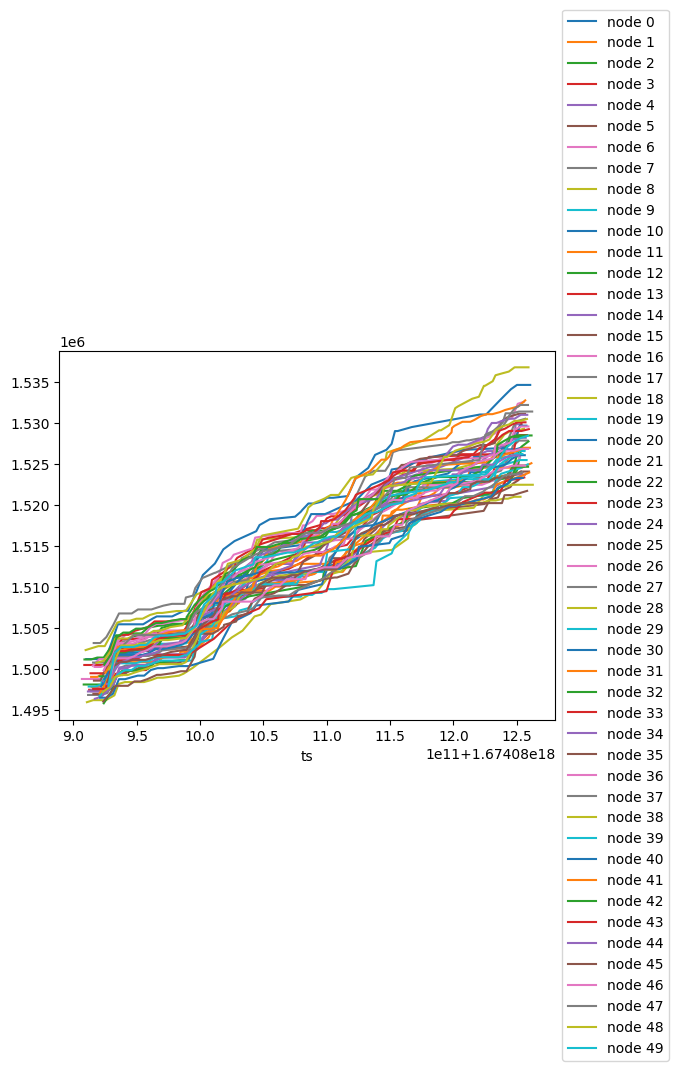 1e6
1.535
1.530
1.525
1.520
1.515
1.510
1.505
1.500
1.495
9.0 9.5 10.0 10.5 11.0 11.5 12.0 12.5
ts
1e11+1.67408e18
node 0
node 1
node 2
node 3
node 4
node 5
node 6
node 7
node 8
node 9
node 10
node 11
node 12
node 13
node 14
node 15
node 16
node 17
node 18
node 19
node 20
node 21
node 22
node 23
node 24
node 25
node 26
node 27
node 28
node 29
node 30
node 31
node 32
node 33
node 34
node 35
node 36
node 37
node 38
node 39
node 40
node 41
node 42
node 43
node 44
node 45
node 46
node 47
node 48
node 49